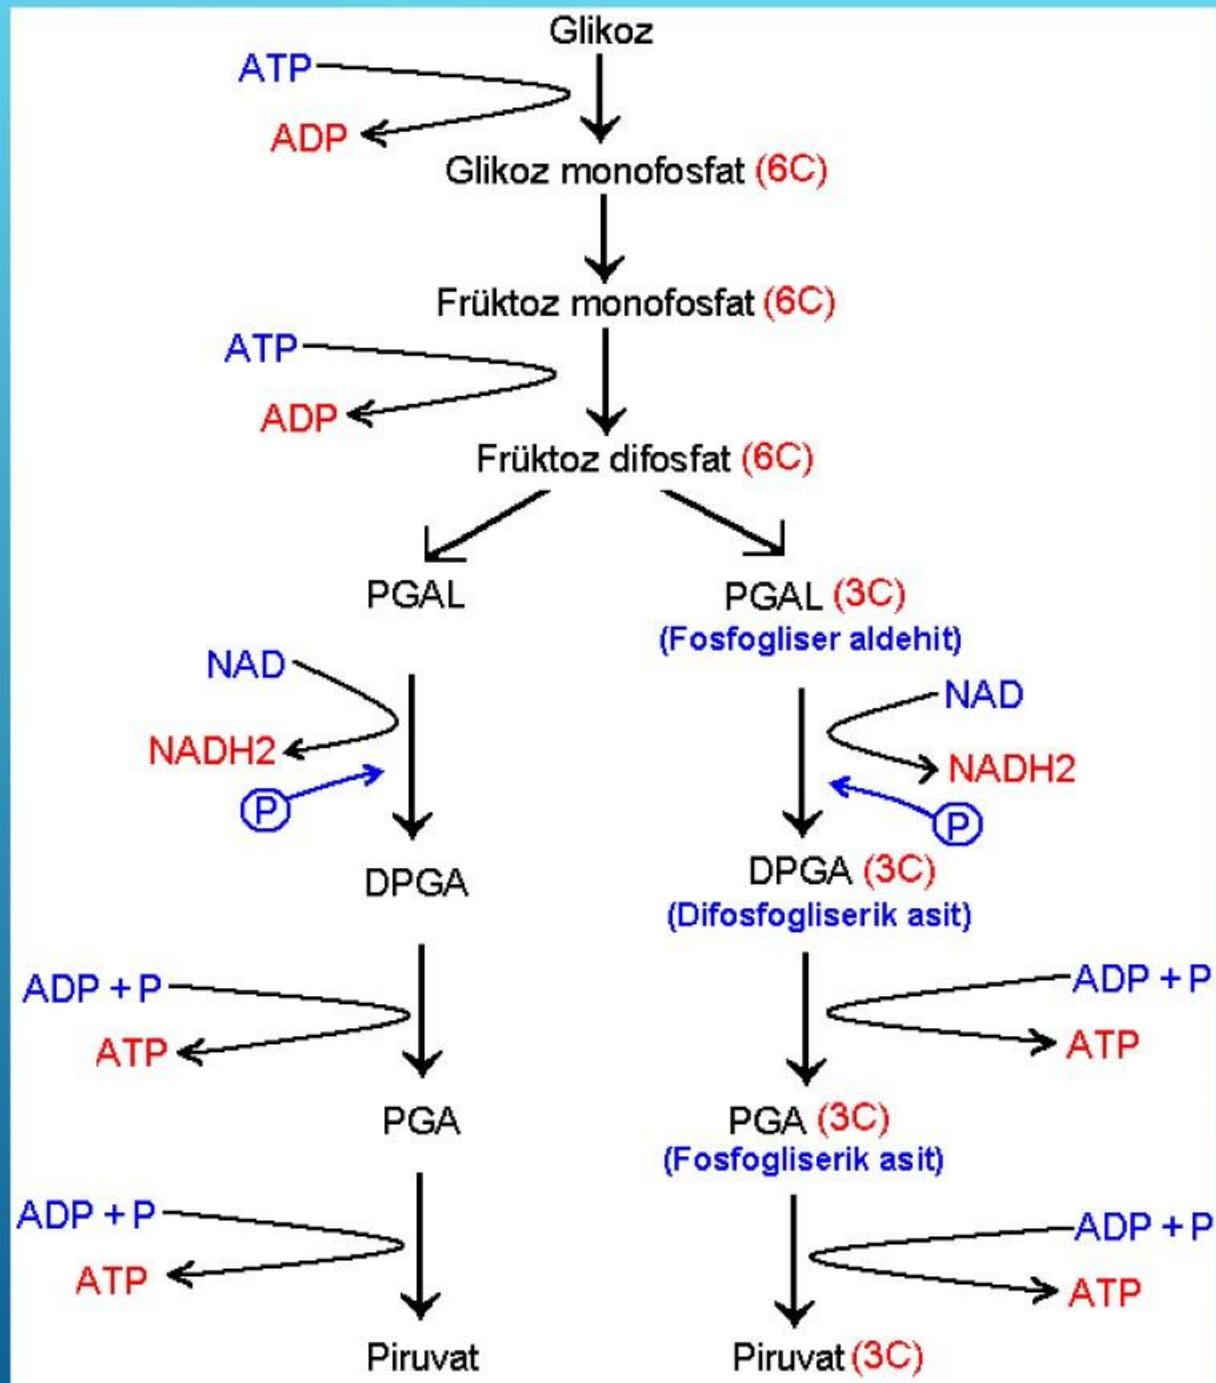 Glikoz
ATP
ADP
Glikoz monofosfat (6C)
Früktoz monofosfat (6C)
ATP
ADP
Früktoz difosfat (6C)
PGAL PGAL (3C)
(Fosfogliser aldehit)
NAD NAD
NADH2 NADH2
P P
DPGA DPGA (3C)
(Difosfogliserik asit)
ADP + P ADP + P
ATP ATP
PGA PGA (3C)
(Fosfogliserik asit)
ADP + P ADP + P
ATP ATP
Piruvat Piruvat (3C)